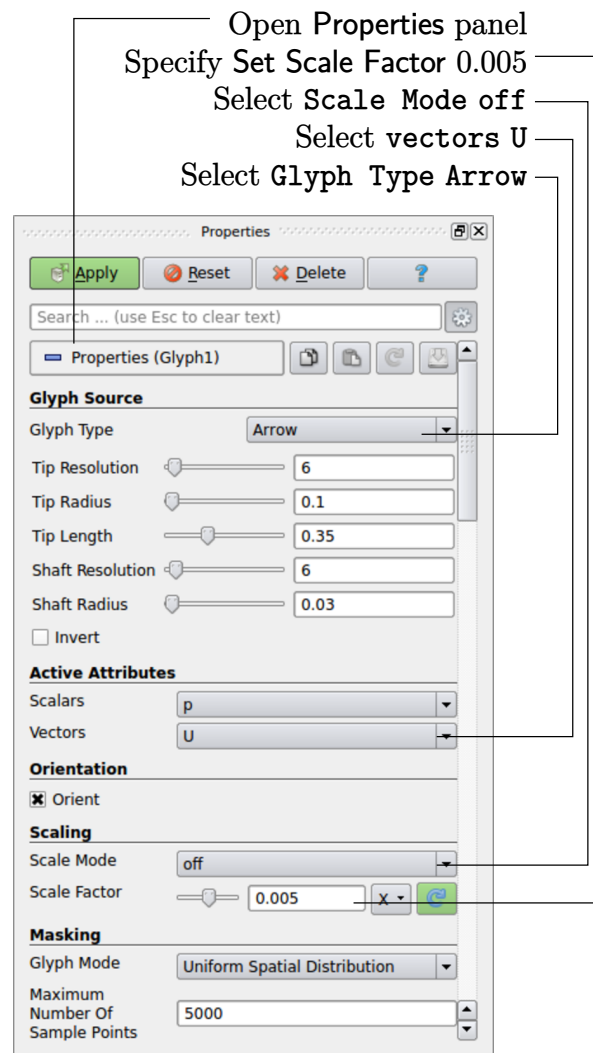 Open Properties panel
Specify Set Scale Factor 0.005
Select Scale Mode off
Select vectors U
Select Glyph Type Arrow
Properties
Apply Reset Delete ?
Search ... (use Esc to clear text)
Properties (Glyph1)
Glyph Source
Glyph Type Arrow
Tip Resolution 6
Tip Radius 0.1
Tip Length 0.35
Shaft Resolution 6
Shaft Radius 0.03
Invert
Active Attributes
Scalars p
Vectors U
Orientation
Orient
Scaling
Scale Mode off
Scale Factor 0.005 X
Masking
Glyph Mode Uniform Spatial Distribution
Maximum
Number Of 5000
Sample Points